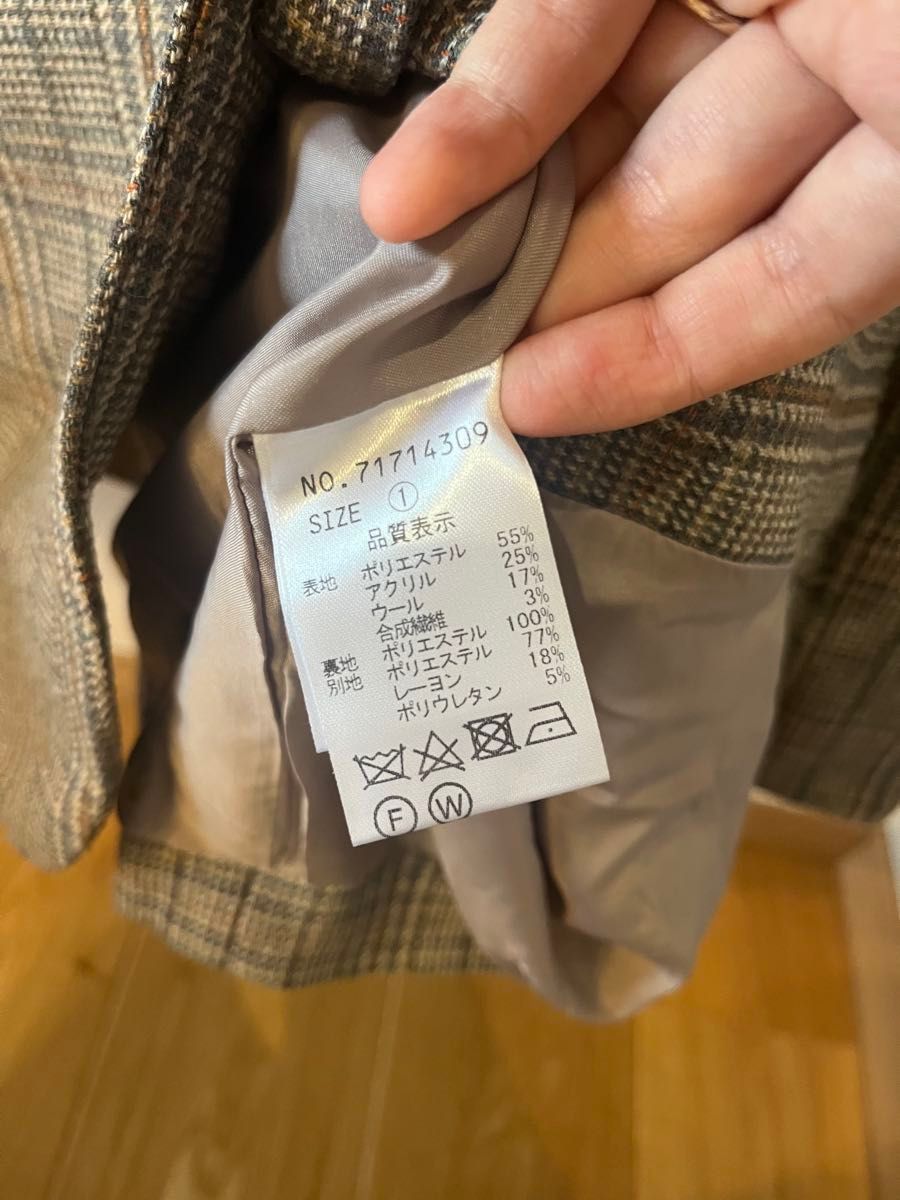 NO.71714309
SIZE ①
品質表示
表地 ポリエステル 55%
アクリル 25%
ウール 17%
合成繊維 3%
裏地 ポリエステル 100%
別地 ポリエステル 77%
レーヨン 18%
ポリウレタン 5%
Ⓕ Ⓦ